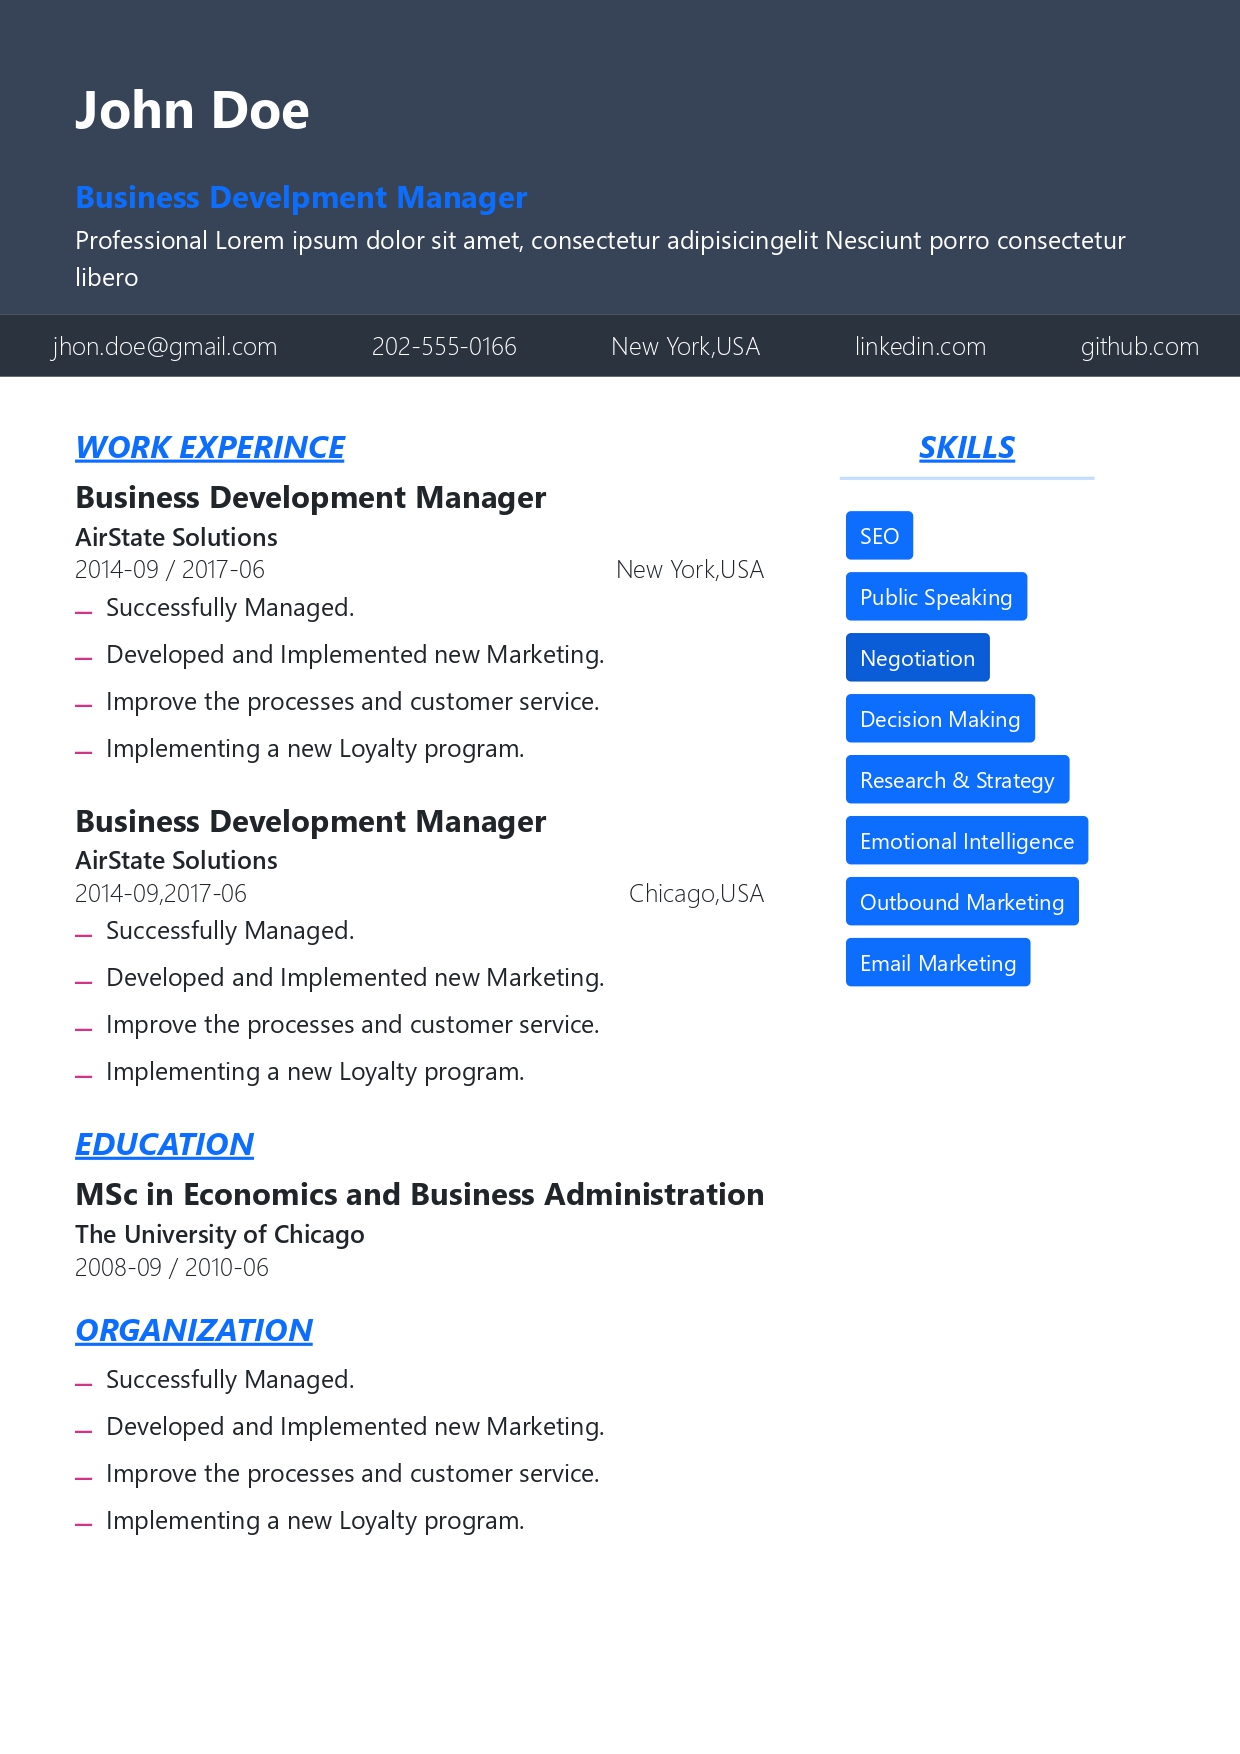 John Doe
Business Develpment Manager
Professional Lorem ipsum dolor sit amet, consectetur adipisicingelit Nesciunt porro consectetur
libero
jhon.doe@gmail.com 202-555-0166 New York,USA linkedin.com github.com
WORK EXPERINCE
Business Development Manager
AirState Solutions
2014-09 / 2017-06 New York,USA
Successfully Managed.
Developed and Implemented new Marketing.
Improve the processes and customer service.
Implementing a new Loyalty program.
Business Development Manager
AirState Solutions
2014-09,2017-06 Chicago,USA
Successfully Managed.
Developed and Implemented new Marketing.
Improve the processes and customer service.
Implementing a new Loyalty program.
EDUCATION
MSc in Economics and Business Administration
The University of Chicago
2008-09 / 2010-06
ORGANIZATION
Successfully Managed.
Developed and Implemented new Marketing.
Improve the processes and customer service.
Implementing a new Loyalty program.
SKILLS
SEO
Public Speaking
Negotiation
Decision Making
Research & Strategy
Emotional Intelligence
Outbound Marketing
Email Marketing